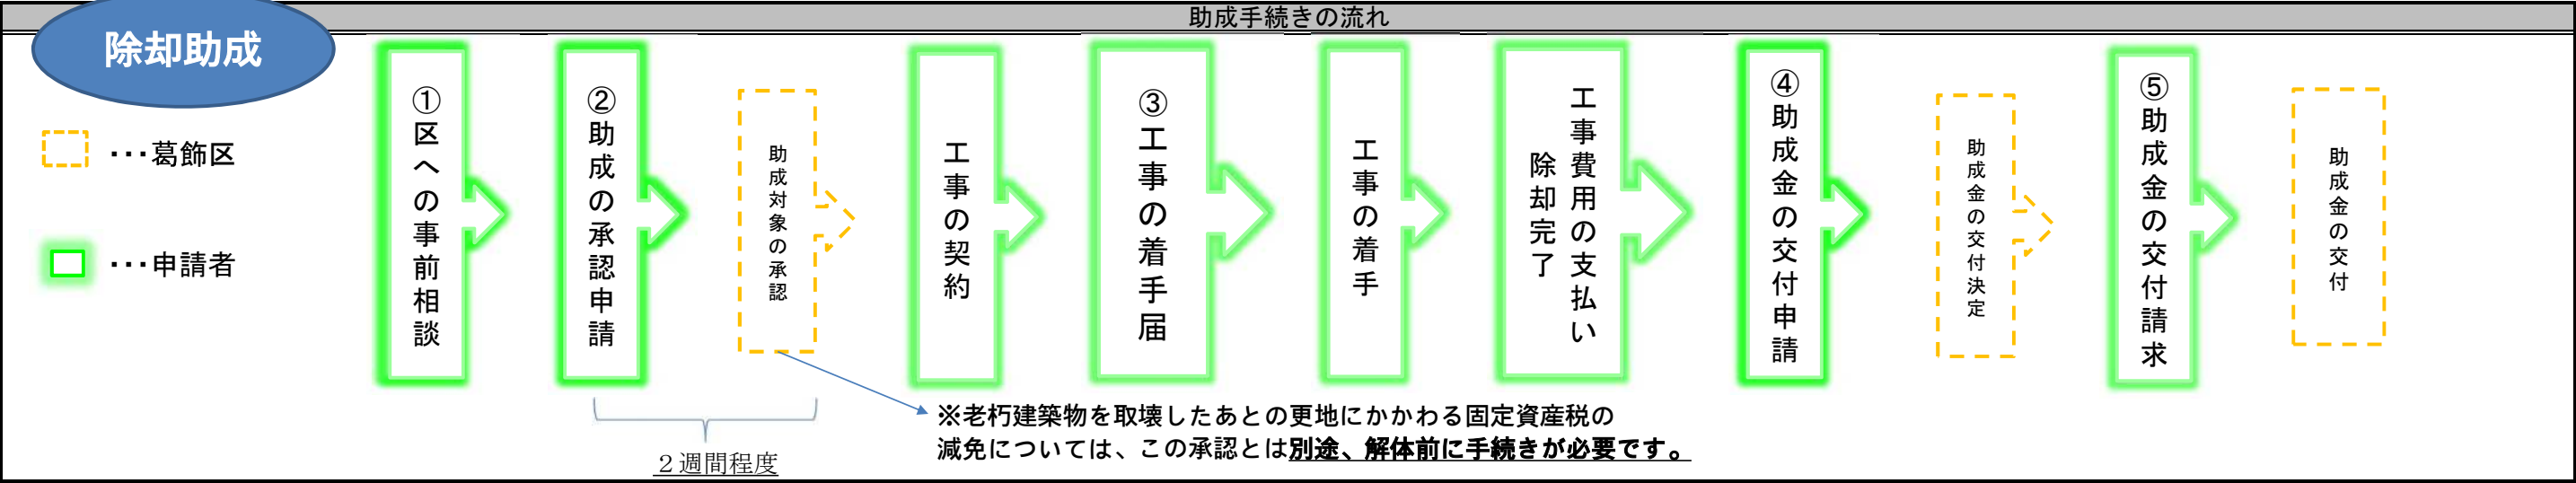 助成手続きの流れ
除却助成
・・・葛飾区
・・・申請者
①区への事前相談
②助成の承認申請
助成対象の承認
工事の契約
③工事の着手届
工事の着手
工事費用の支払い
除却完了
④助成金の交付申請
助成金の交付決定
⑤助成金の交付請求
助成金の交付
２週間程度
※老朽建築物を取壊したあとの更地にかかわる固定資産税の
減免については、この承認とは別途、解体前に手続きが必要です。